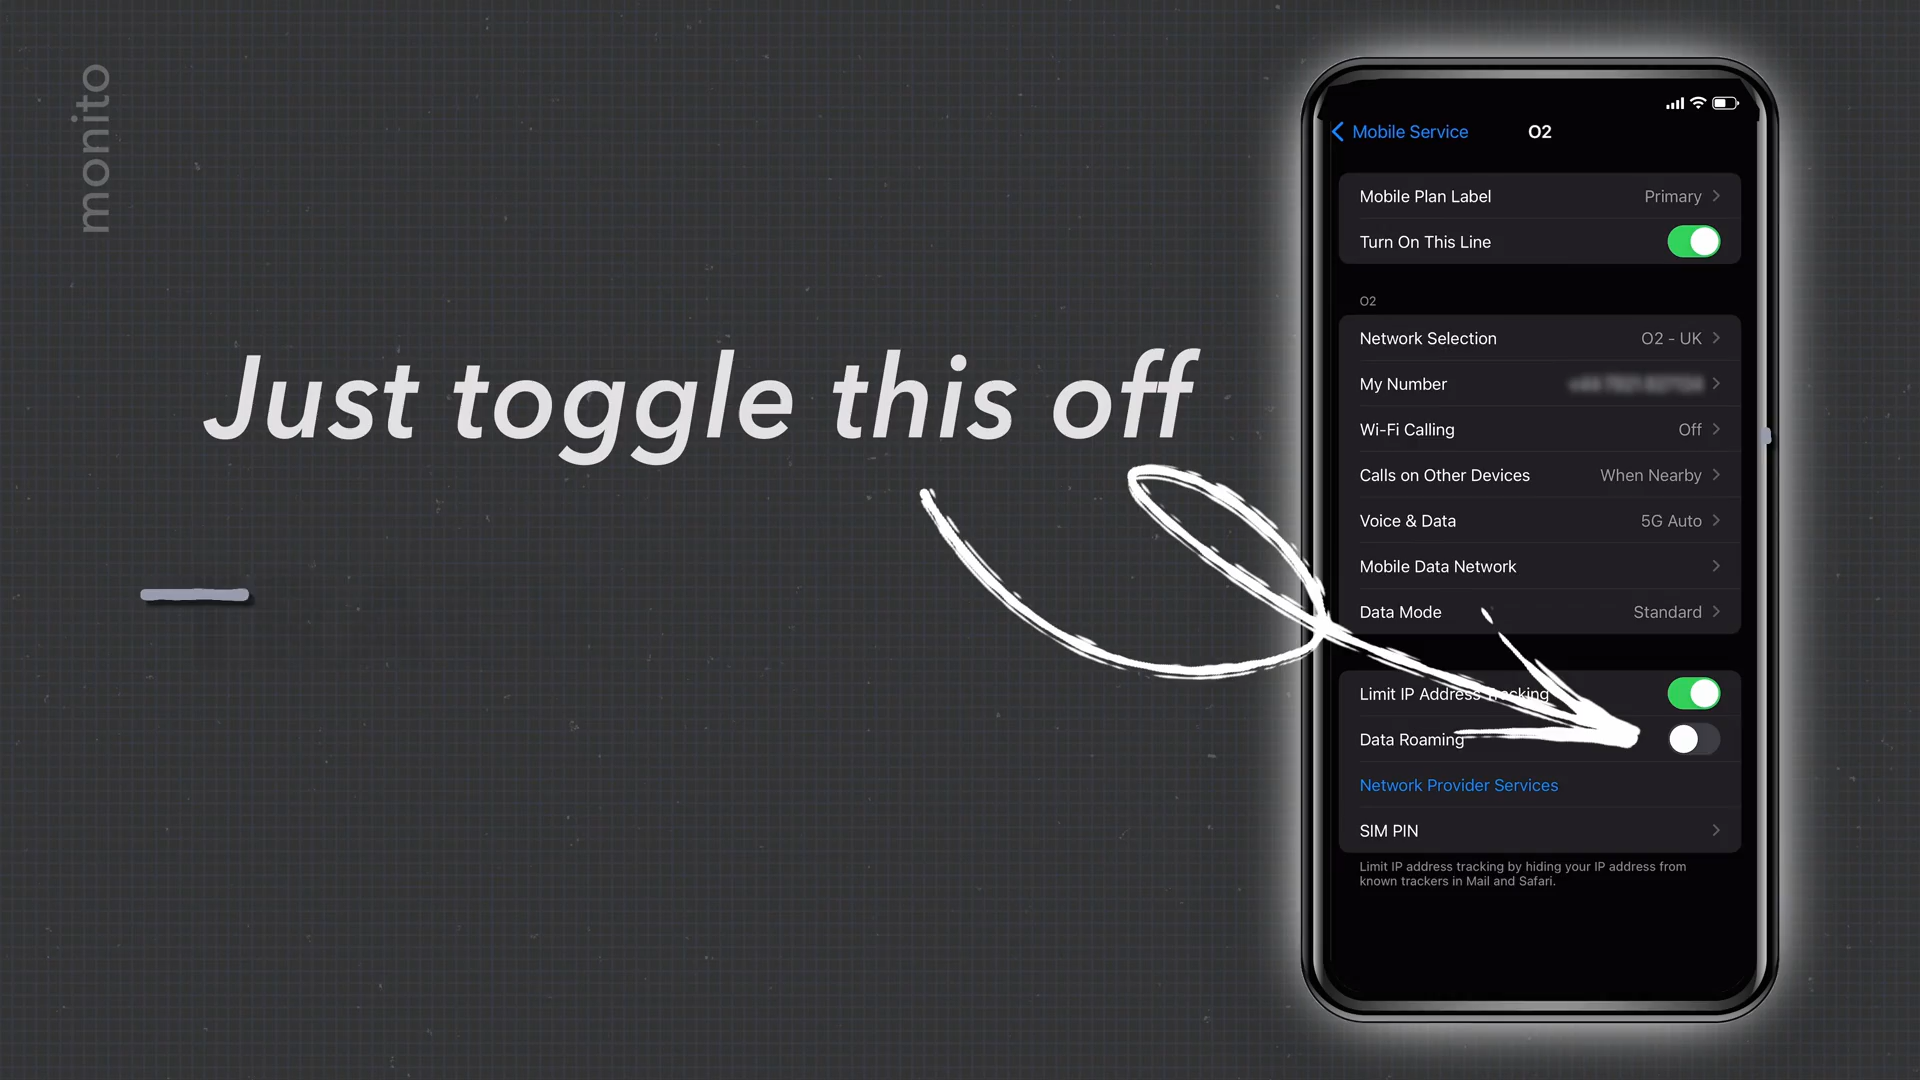 monito
Just toggle this off
Mobile Service
O2
Mobile Plan Label Primary
Turn On This Line
O2
Network Selection O2 - UK
My Number
Wi-Fi Calling Off
Calls on Other Devices When Nearby
Voice & Data 5G Auto
Mobile Data Network
Data Mode Standard
Limit IP Address Tracking
Data Roaming
Network Provider Services
SIM PIN
Limit IP address tracking by hiding your IP address from
known trackers in Mail and Safari.